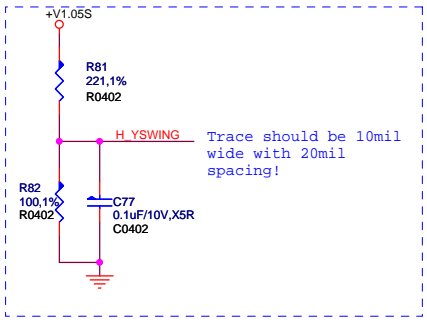 +V1.05S
R81
221,1%
R0402
H_YSWING
Trace should be 10mil
wide with 20mil
spacing!
R82
100,1%
R0402
C77
0.1uF/10V,X5R
C0402